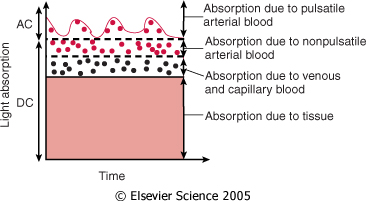 AC
DC
Light absorption
Absorption due to pulsatile
arterial blood
Absorption due to nonpulsatile
arterial blood
Absorption due to venous
and capillary blood
Absorption due to tissue
Time
© Elsevier Science 2005